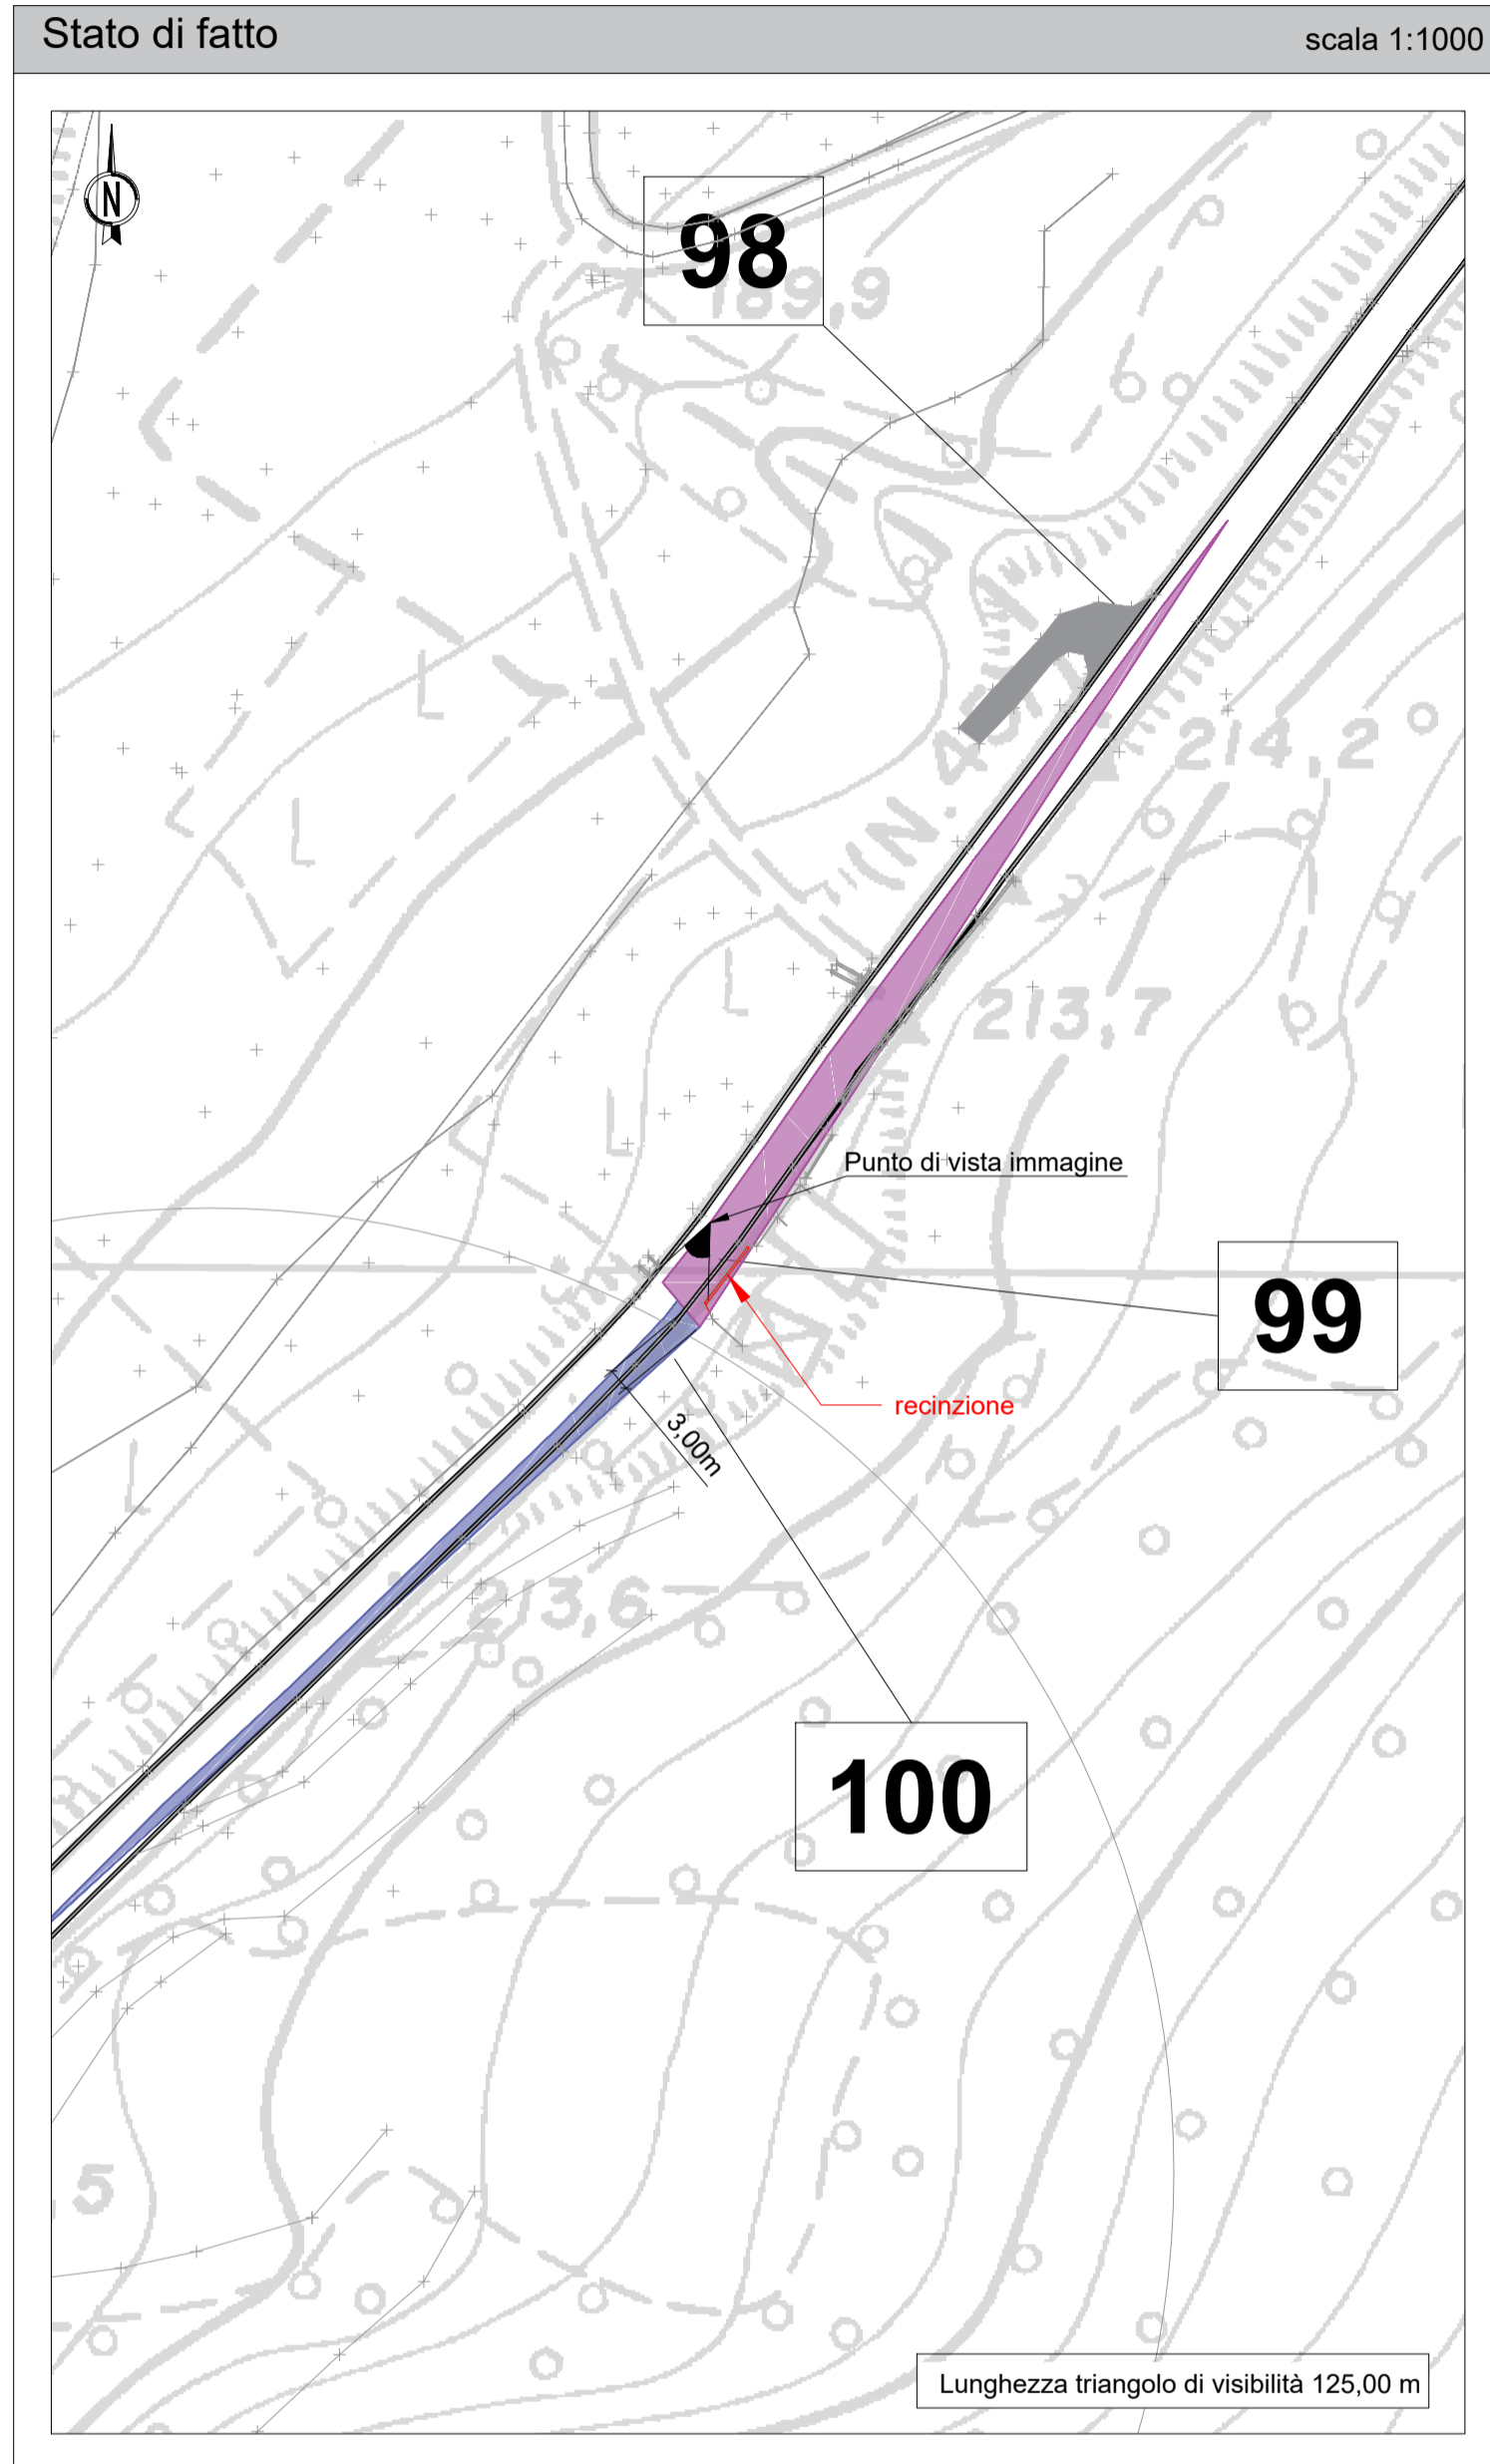 Stato di fatto
scala 1:1000
N
98
189,9
214,2
213,7
Punto di vista immagine
99
recinzione
3,00m
213,6
100
5
Lunghezza triangolo di visibilità 125,00 m